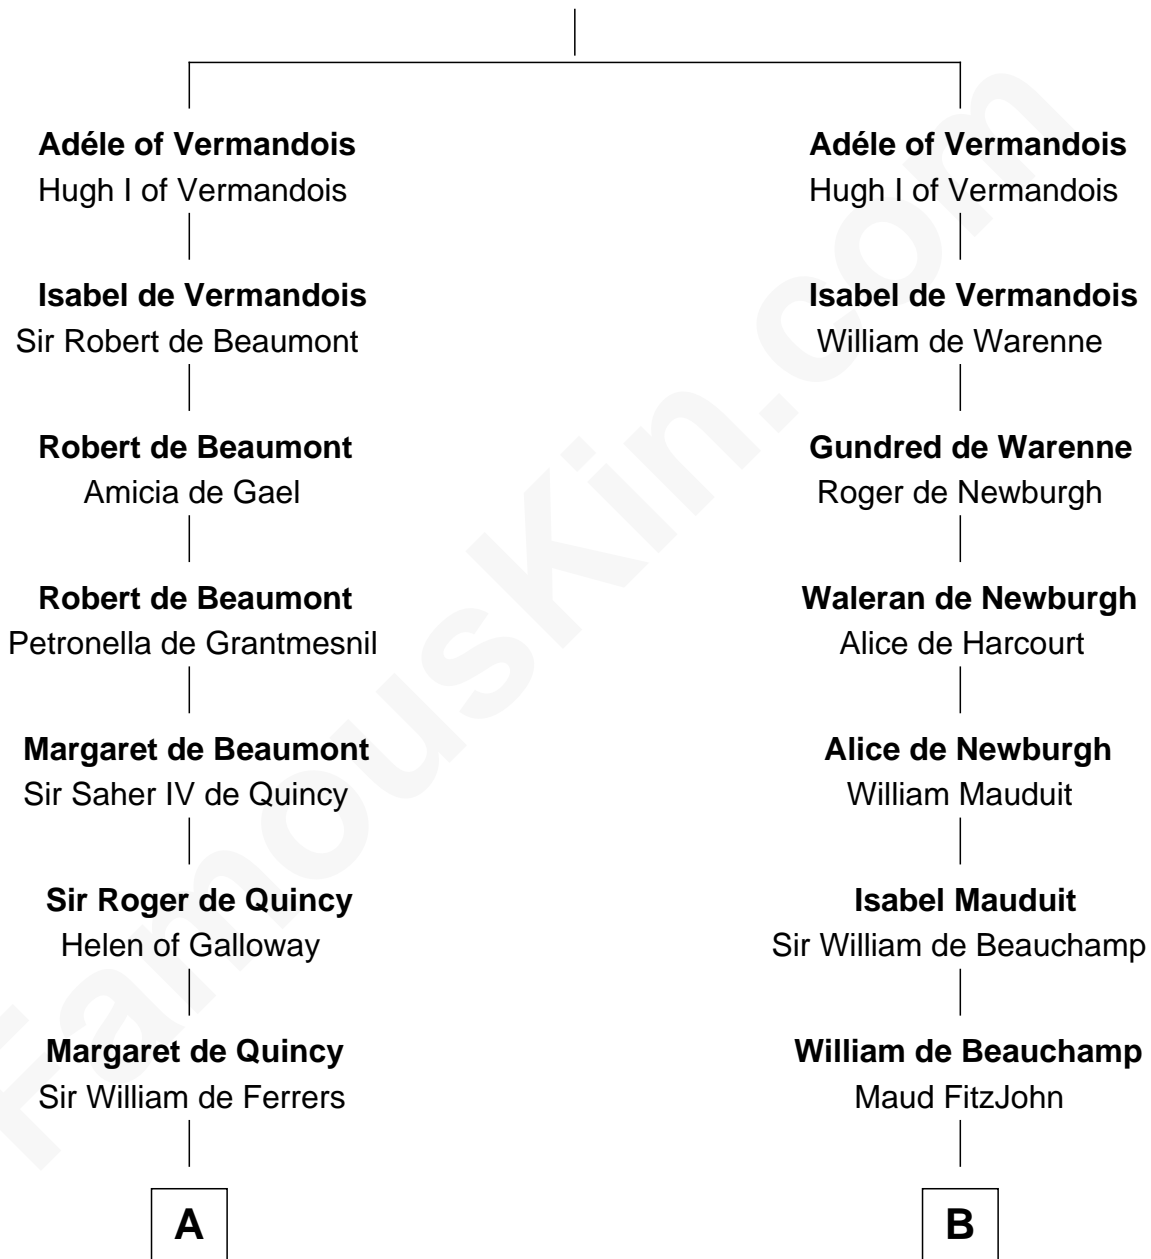 Adéle of Vermandois
Hugh I of Vermandois
Isabel de Vermandois
Sir Robert de Beaumont
Robert de Beaumont
Amicia de Gael
Robert de Beaumont
Petronella de Grantmesnil
Margaret de Beaumont
Sir Saher IV de Quincy
Sir Roger de Quincy
Helen of Galloway
Margaret de Quincy
Sir William de Ferrers
A
Adéle of Vermandois
Hugh I of Vermandois
Isabel de Vermandois
William de Warenne
Gundred de Warenne
Roger de Newburgh
Waleran de Newburgh
Alice de Harcourt
Alice de Newburgh
William Mauduit
Isabel Mauduit
Sir William de Beauchamp
William de Beauchamp
Maud FitzJohn
B
FamousKin.com